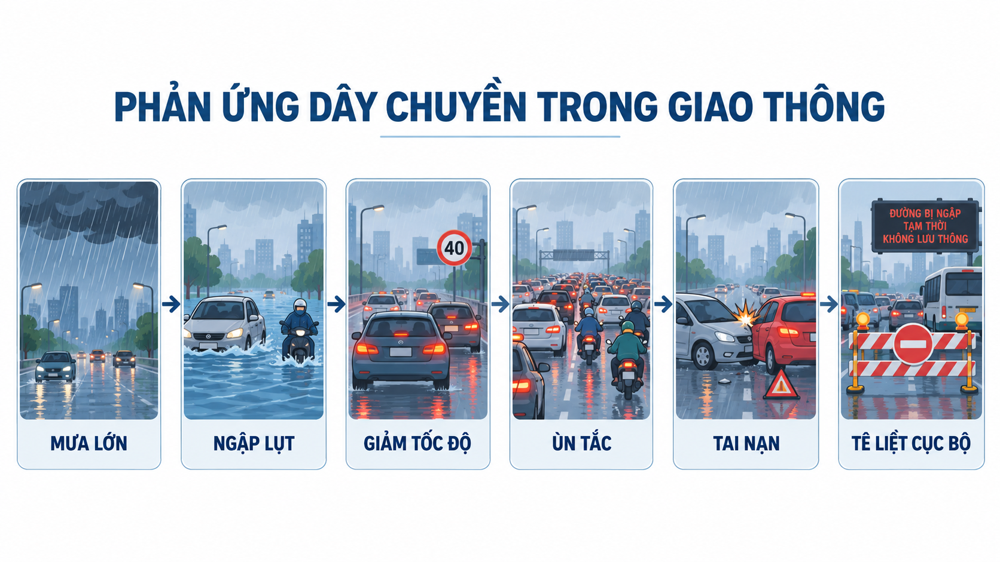 PHẢN ỨNG DÂY CHUYỀN TRONG GIAO THÔNG
40
ĐƯỜNG BỊ NGẬP
TẠM THỜI
KHÔNG LƯU THÔNG
MƯA LỚN
NGẬP LỤT
GIẢM TỐC ĐỘ
ÙN TẮC
TAI NẠN
TÊ LIỆT CỤC BỘ